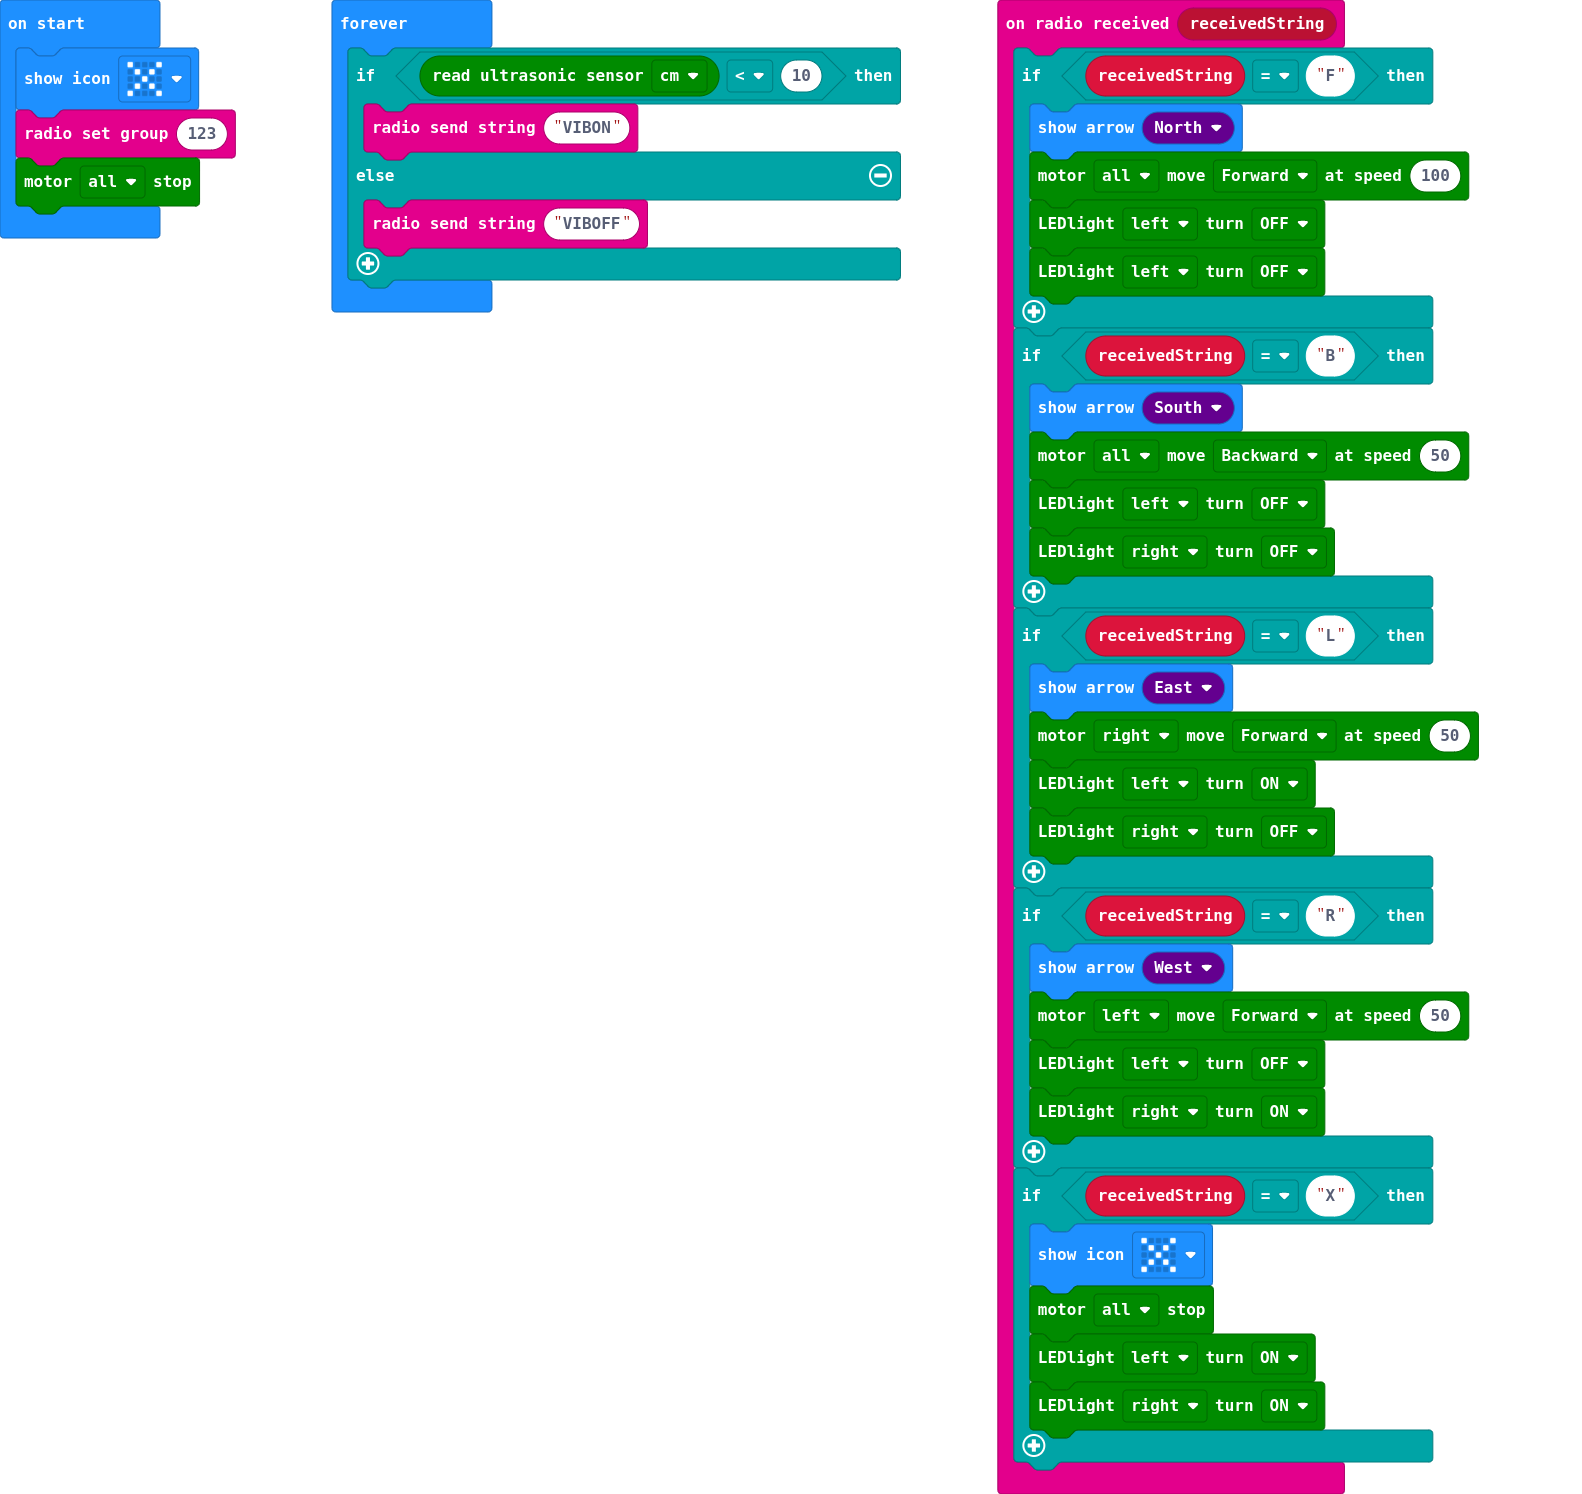 on start
show icon
radio set group 123
motor all stop
forever
if read ultrasonic sensor cm < 10 then
radio send string "VIBON"
else
radio send string "VIBOFF"
on radio received receivedString
if receivedString = "F" then
show arrow North
motor all move Forward at speed 100
LEDlight left turn OFF
LEDlight left turn OFF
if receivedString = "B" then
show arrow South
motor all move Backward at speed 50
LEDlight left turn OFF
LEDlight right turn OFF
if receivedString = "L" then
show arrow East
motor right move Forward at speed 50
LEDlight left turn ON
LEDlight right turn OFF
if receivedString = "R" then
show arrow West
motor left move Forward at speed 50
LEDlight left turn OFF
LEDlight right turn ON
if receivedString = "X" then
show icon
motor all stop
LEDlight left turn ON
LEDlight right turn ON